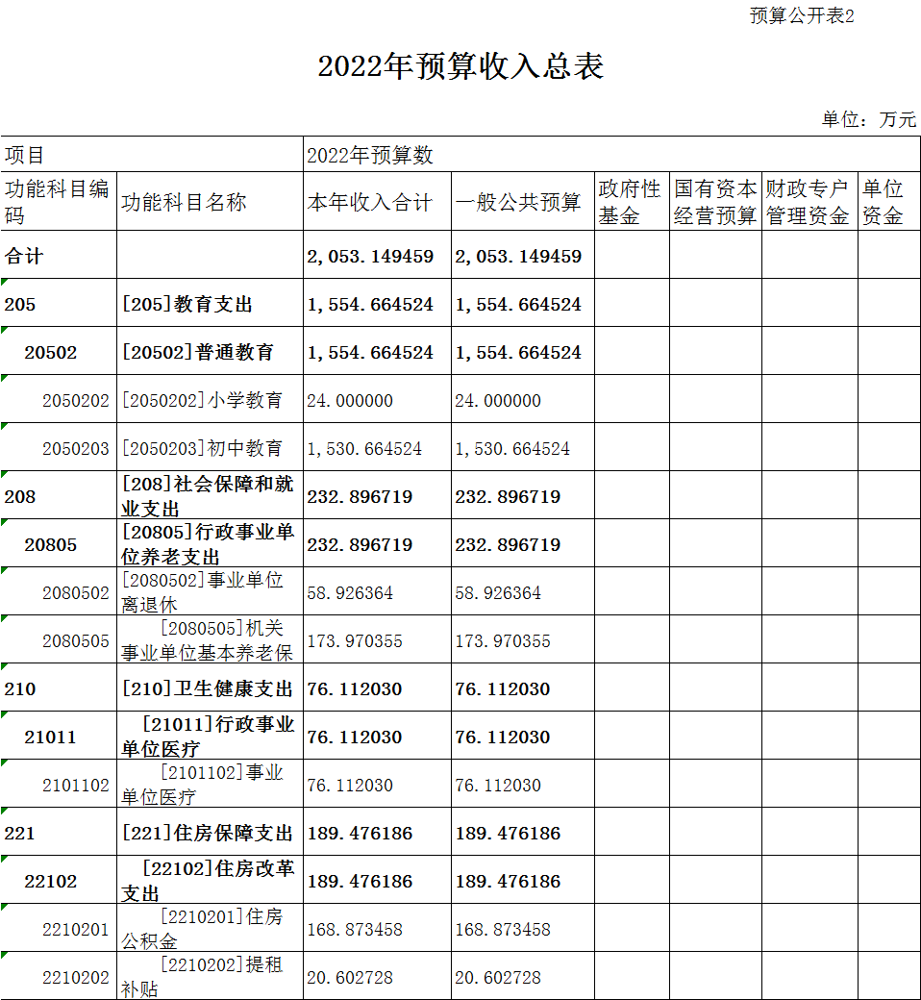 预算公开表2
2022年预算收入总表
单位：万元
项目 2022年预算数
功能科目编码 功能科目名称 本年收入合计 一般公共预算 政府性基金 国有资本经营预算 财政专户管理资金 单位资金
合计 2,053.149459 2,053.149459
205 [205]教育支出 1,554.664524 1,554.664524
20502 [20502]普通教育 1,554.664524 1,554.664524
2050202 [2050202]小学教育 24.000000 24.000000
2050203 [2050203]初中教育 1,530.664524 1,530.664524
208 [208]社会保障和就业支出 232.896719 232.896719
20805 [20805]行政事业单位养老支出 232.896719 232.896719
2080502 [2080502]事业单位离退休 58.926364 58.926364
2080505 [2080505]机关事业单位基本养老保 173.970355 173.970355
210 [210]卫生健康支出 76.112030 76.112030
21011 [21011]行政事业单位医疗 76.112030 76.112030
2101102 [2101102]事业单位医疗 76.112030 76.112030
221 [221]住房保障支出 189.476186 189.476186
22102 [22102]住房改革支出 189.476186 189.476186
2210201 [2210201]住房公积金 168.873458 168.873458
2210202 [2210202]提租补贴 20.602728 20.602728